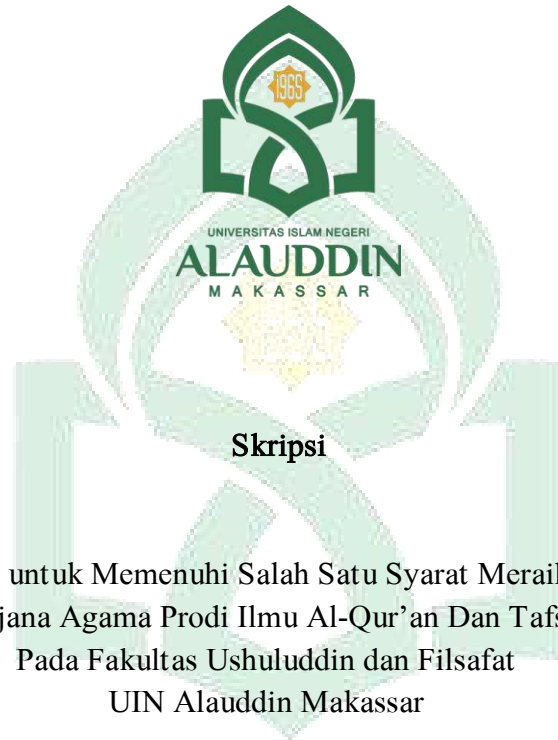 1965
UNIVERSITAS ISLAM NEGERI
ALAUDDIN
MAKASSAR
Skripsi
untuk Memenuhi Salah Satu Syarat
Agama Prodi Ilmu Al-Qur’an Dan
Pada Fakultas Ushuluddin dan Filsafat
UIN Alauddin Makassar